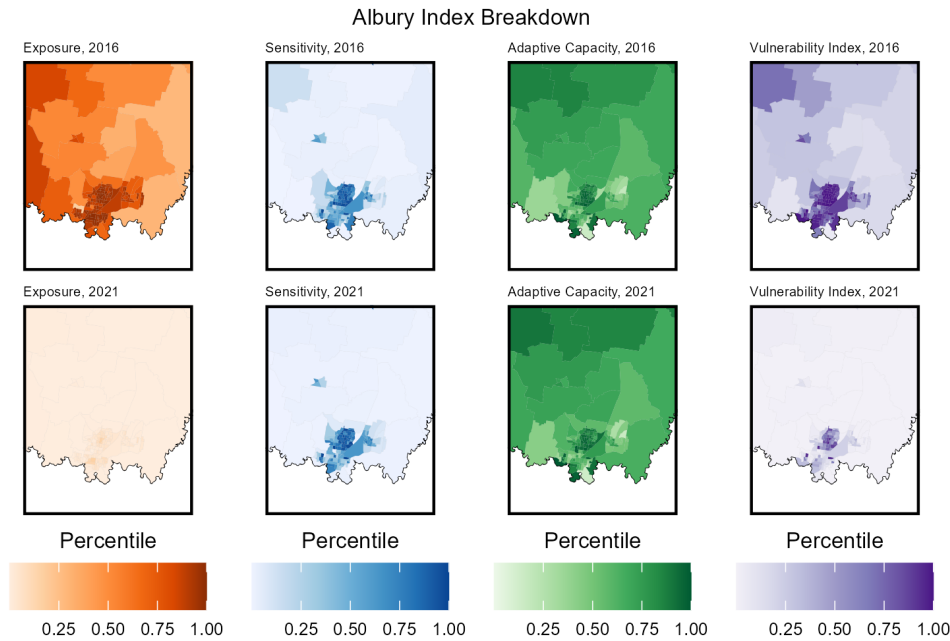 Albury Index Breakdown
Exposure, 2016
Sensitivity, 2016
Adaptive Capacity, 2016
Vulnerability Index, 2016
Exposure, 2021
Sensitivity, 2021
Adaptive Capacity, 2021
Vulnerability Index, 2021
Percentile
Percentile
Percentile
Percentile
0.25 0.50 0.75 1.00
0.25 0.50 0.75 1.00
0.25 0.50 0.75 1.00
0.25 0.50 0.75 1.00